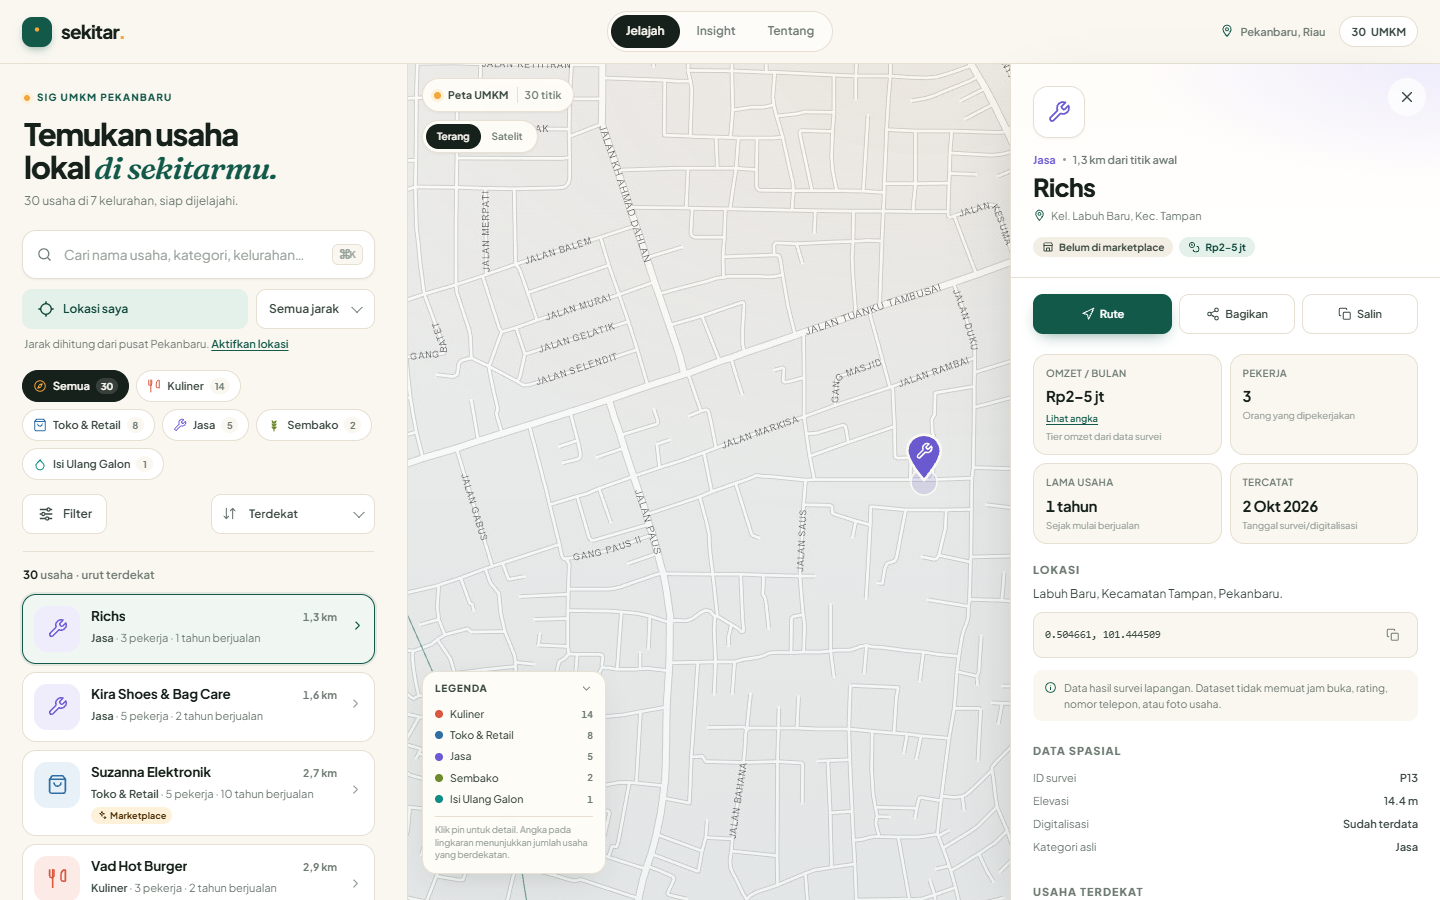 sekitar.
Jelajah
Insight
Tentang
Pekanbaru, Riau
30 UMKM
SIG UMKM PEKANBARU
Temukan usaha
lokal di sekitarmu.
30 usaha di 7 kelurahan, siap dijelajahi.
Cari nama usaha, kategori, kelurahan...
⌘K
Lokasi saya
Semua jarak
Jarak dihitung dari pusat Pekanbaru. Aktifkan lokasi
Semua 30
Kuliner 14
Toko & Retail 8
Jasa 5
Sembako 2
Isi Ulang Galon 1
Filter
Terdekat
30 usaha · urut terdekat
Richs
1,3 km
Jasa · 3 pekerja · 1 tahun berjualan
Kira Shoes & Bag Care
1,6 km
Jasa · 5 pekerja · 2 tahun berjualan
Suzanna Elektronik
2,7 km
Toko & Retail · 5 pekerja · 10 tahun berjualan
Marketplace
Vad Hot Burger
2,9 km
Kuliner · 3 pekerja · 2 tahun berjualan
Peta UMKM
30 titik
Terang
Satelit
JALAN KH AHMAD DAHLAN
JALAN MERPATI
JALAN BALEM
JALAN MURAI
JALAN GELATIK
JALAN SELENDIT
GANG
JALAN TUANKU TAMBUSAI
JALAN KESUMA
JALAN DUKU
GANG MASJID
JALAN RAMBAI
JALAN MARKISA
JALAN GABUS
JALAN PAUS
GANG PAUS II
JALAN SAUS
JALAN BAHANA
LEGENDA
Kuliner 14
Toko & Retail 8
Jasa 5
Sembako 2
Isi Ulang Galon 1
Klik pin untuk detail. Angka pada
lingkaran menunjukkan jumlah usaha
yang berdekatan.
Jasa • 1,3 km dari titik awal
Richs
Kel. Labuh Baru, Kec. Tampan
Belum di marketplace
Rp2–5 jt
Rute
Bagikan
Salin
OMZET / BULAN
Rp2–5 jt
Lihat angka
Tier omzet dari data survei
PEKERJA
3
Orang yang dipekerjakan
LAMA USAHA
1 tahun
Sejak mulai berjualan
TERCATAT
2 Okt 2026
Tanggal survei/digitalisasi
LOKASI
Labuh Baru, Kecamatan Tampan, Pekanbaru.
0.504661, 101.444509
Data hasil survei lapangan. Dataset tidak memuat jam buka, rating,
nomor telepon, atau foto usaha.
DATA SPASIAL
ID survei P13
Elevasi 14.4 m
Digitalisasi Sudah terdata
Kategori asli Jasa
USAHA TERDEKAT